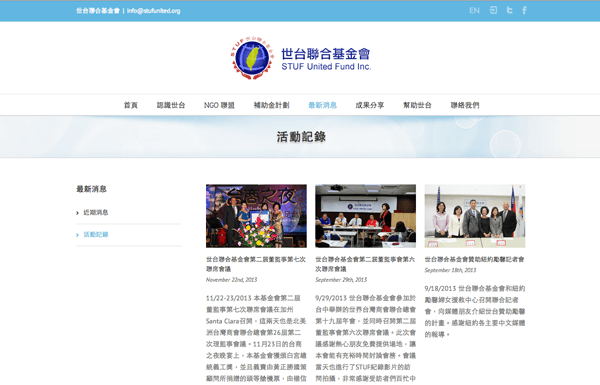 世台聯合基金會 | info@stufunited.org
EN
STUF 世台聯合基金會
世台聯合基金會
STUF United Fund Inc.
首頁 認識世台 NGO 聯盟 補助金計劃 最新消息 成果分享 幫助世台 聯絡我們
活動記錄
最新消息
近期消息
活動記錄
世台聯合基金會第二屆董監事第七次
聯席會議
November 22nd, 2013
11/22-23/2013 本基金會第二屆
董監事第七次聯席會議在加州
Santa Clara召開，這兩天也是北美
洲台灣商會聯合總會第26屆第二
次理監事會議。11月23日的台商
之夜晚宴上，本基金會獲頒白宮總
統義工獎，並且義賣由黃正勝國策
顧問所捐贈的頭等艙機票，由楊信
世台聯合基金會第二屆董監事會第六
次聯席會議
September 29th, 2013
9/29/2013 世台聯合基金會參加於
台中舉辦的世界台灣商會聯合總會
第十九屆年會，並同時召開第二屆
董監事會第六次聯席會議。此次會
議感謝熱心朋友免費提供場地，讓
本會能有充裕時間討論會務。會議
當天也進行了STUF紀錄影片的訪
問拍攝，非常感謝受訪者們百忙中
世台聯合基金會贊助紐約勵馨記者會
September 18th, 2013
9/18/2013 世台聯合基金會和紐約
勵馨婦女援救中心召開聯合記者
會，向媒體朋友介紹世台贊助勵馨
的計畫。感謝紐約各主要中文媒體
的報導。